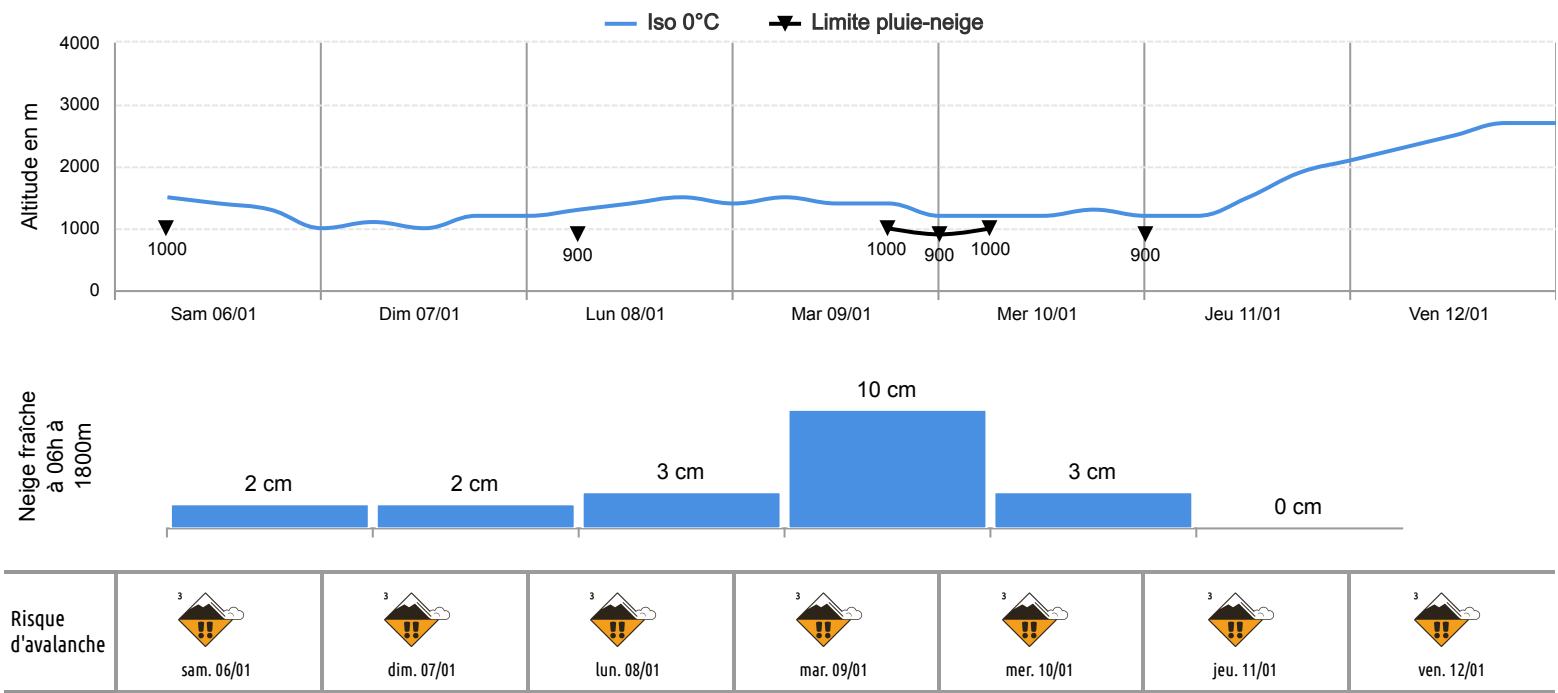 Iso 0°C Limite pluie-neige
4000
3000
2000
1000
0
Altitude en m
1000
900
1000
900
1000
900
Sam 06/01 Dim 07/01 Lun 08/01 Mar 09/01 Mer 10/01 Jeu 11/01 Ven 12/01
Neige fraîche
à 06h à
1800m
2 cm 2 cm 3 cm 10 cm 3 cm 0 cm
Risque
d'avalanche
3 3 3 3 3 3 3
!! !! !! !! !! !! !!
sam. 06/01 dim. 07/01 lun. 08/01 mar. 09/01 mer. 10/01 jeu. 11/01 ven. 12/01